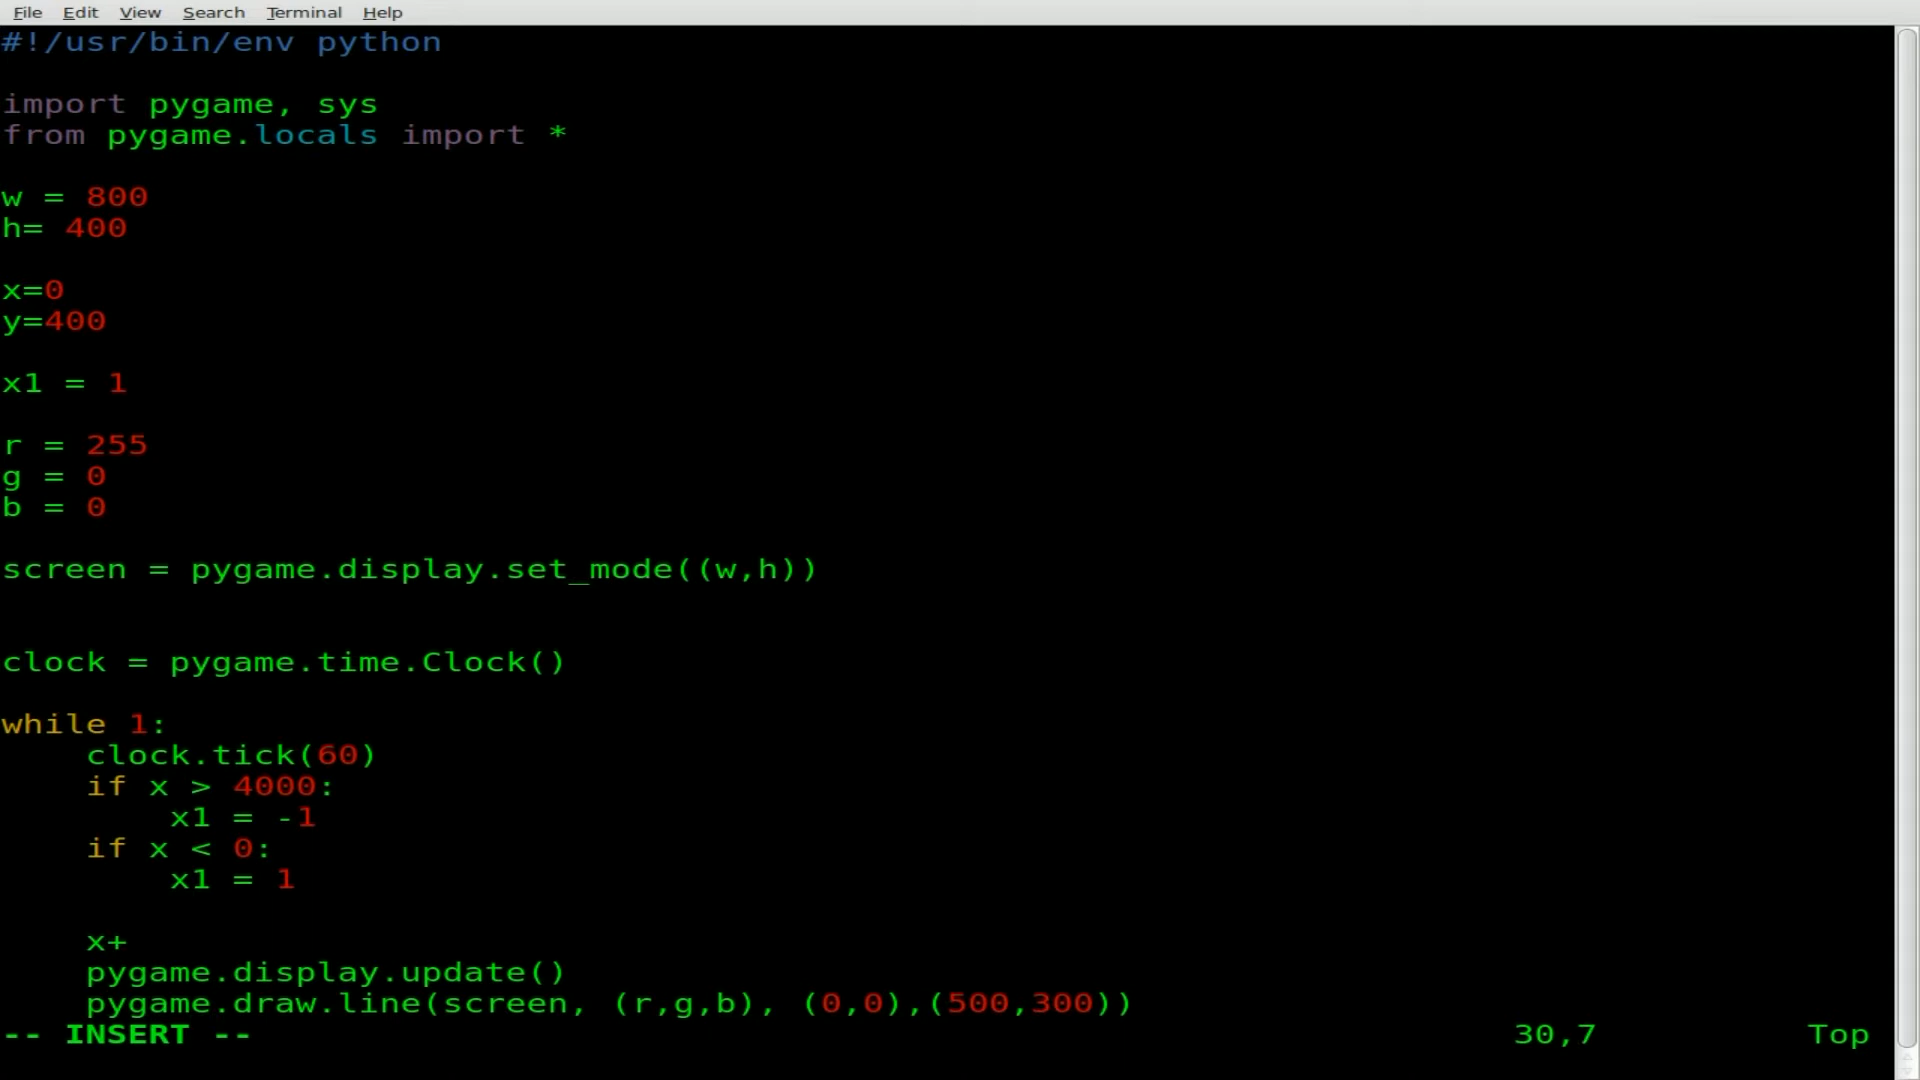 File Edit View Search Terminal Help
#!/usr/bin/env python
import pygame, sys
from pygame.locals import *
w = 800
h= 400
x=0
y=400
x1 = 1
r = 255
g = 0
b = 0
screen = pygame.display.set_mode((w,h))
clock = pygame.time.Clock()
while 1:
    clock.tick(60)
    if x > 4000:
        x1 = -1
    if x < 0:
        x1 = 1
    x+
    pygame.display.update()
    pygame.draw.line(screen, (r,g,b), (0,0),(500,300))
-- INSERT -- 30,7 Top